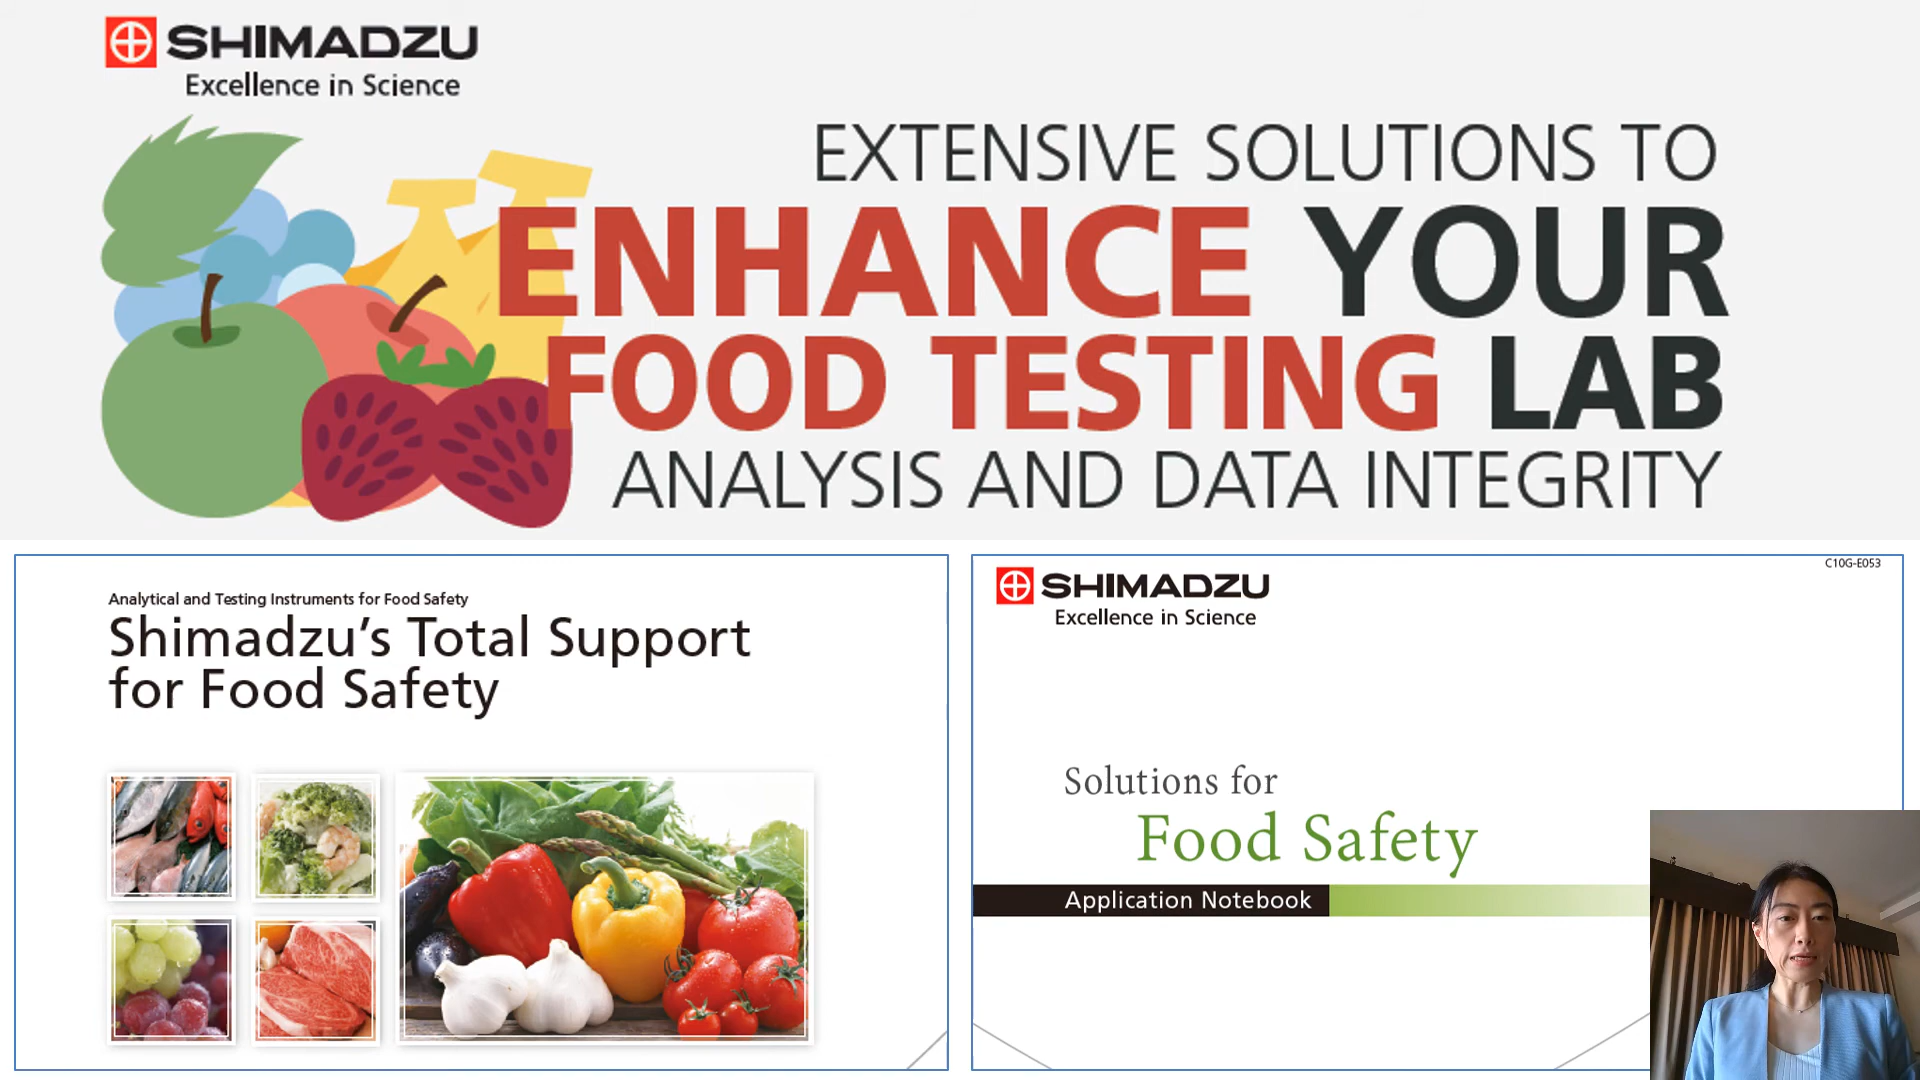 SHIMADZU
Excellence in Science
EXTENSIVE SOLUTIONS TO
ENHANCE YOUR
FOOD TESTING LAB
ANALYSIS AND DATA INTEGRITY
Analytical and Testing Instruments for Food Safety
Shimadzu’s Total Support
for Food Safety
C10G-E053
SHIMADZU
Excellence in Science
Solutions for
Food Safety
Application Notebook